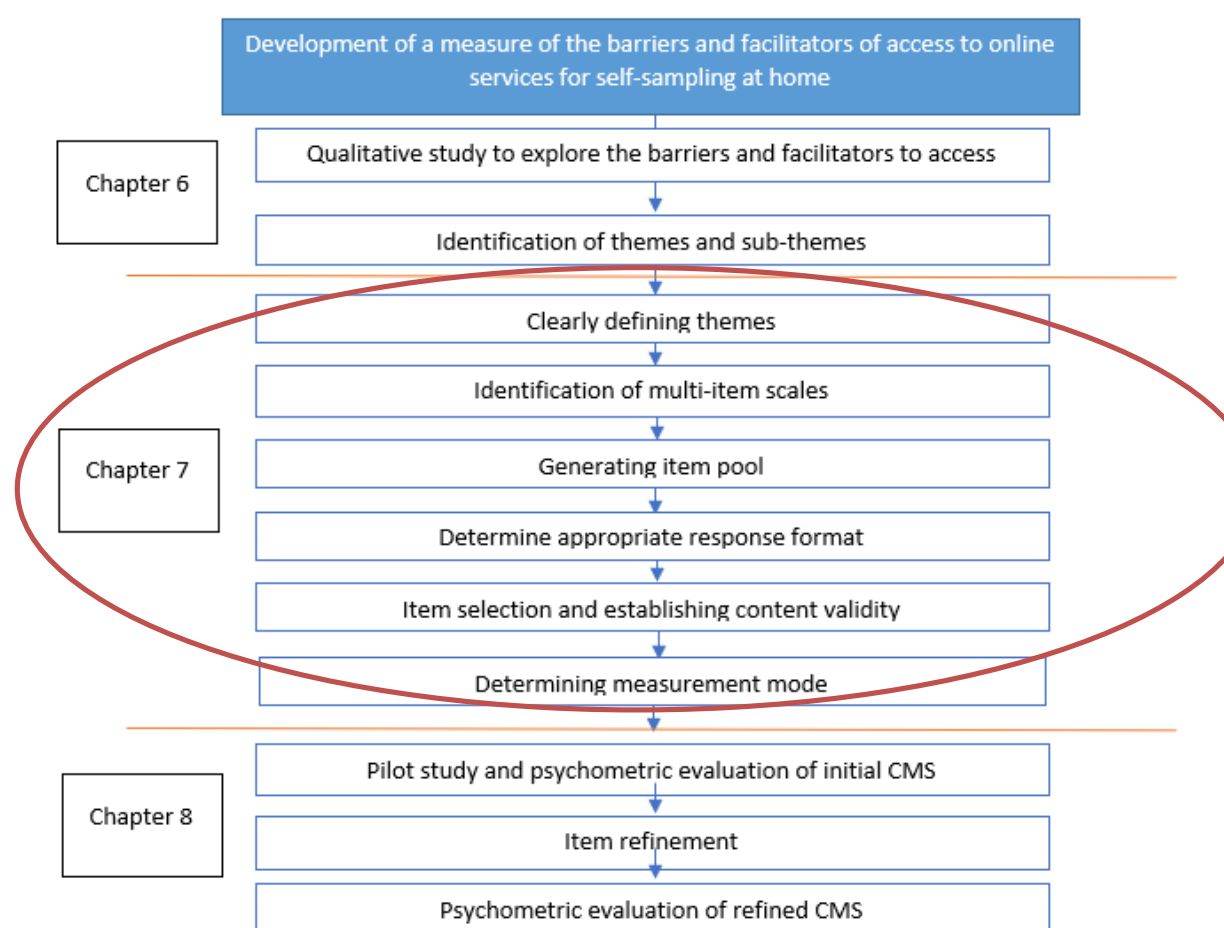 Development of a measure of the barriers and facilitators of access to online
services for self-sampling at home
Chapter 6
Qualitative study to explore the barriers and facilitators to access
Identification of themes and sub-themes
Chapter 7
Clearly defining themes
Identification of multi-item scales
Generating item pool
Determine appropriate response format
Item selection and establishing content validity
Determining measurement mode
Chapter 8
Pilot study and psychometric evaluation of initial CMS
Item refinement
Psychometric evaluation of refined CMS